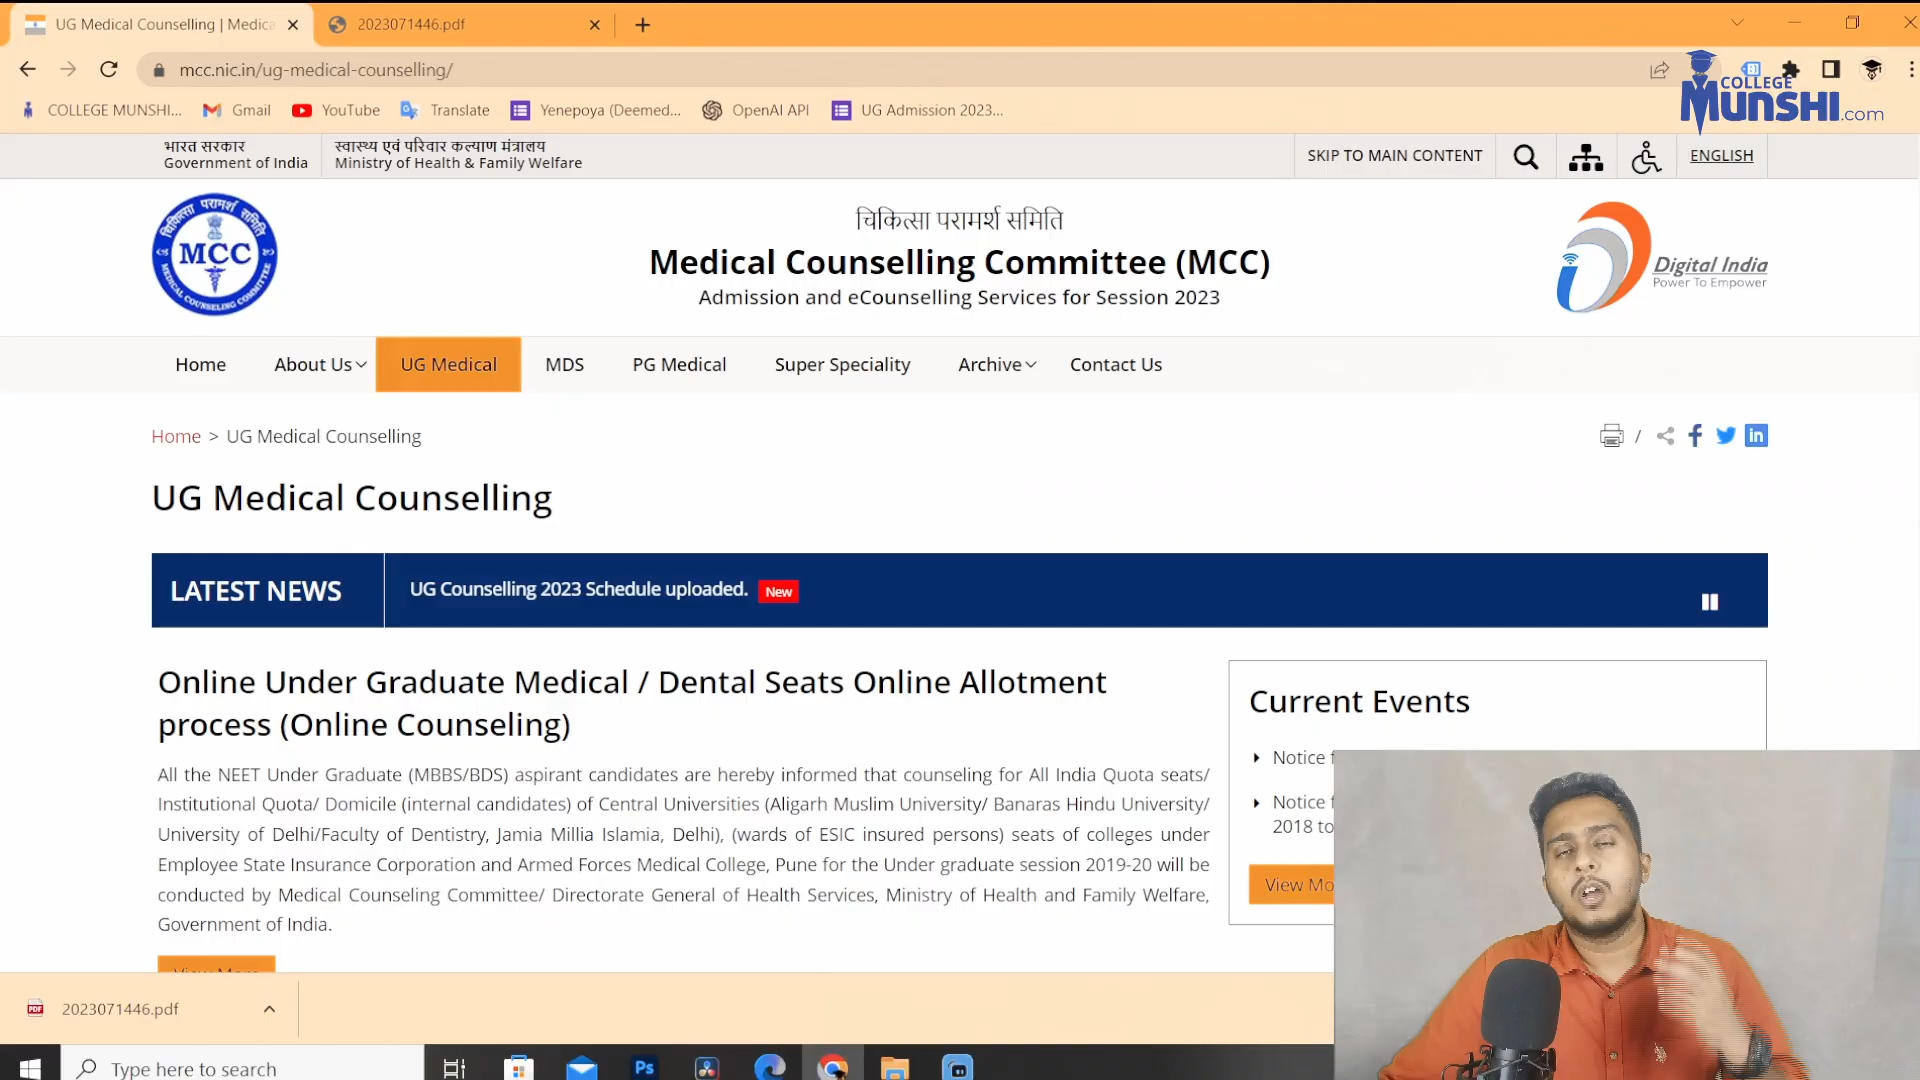 UG Medical Counselling | Medica
2023071446.pdf
mcc.nic.in/ug-medical-counselling/
COLLEGE
MUNSHI.com
COLLEGE MUNSHI...
Gmail
YouTube
Translate
Yenepoya (Deemed...
OpenAI API
UG Admission 2023...
भारत सरकार
Government of India
स्वास्थ्य एवं परिवार कल्याण मंत्रालय
Ministry of Health & Family Welfare
SKIP TO MAIN CONTENT
ENGLISH
चिकित्सा परामर्श समिति
MCC
MEDICAL COUNSELING COMMITTEE
चिकित्सा परामर्श समिति
Medical Counselling Committee (MCC)
Admission and eCounselling Services for Session 2023
Digital India
Power To Empower
Home
About Us
UG Medical
MDS
PG Medical
Super Speciality
Archive
Contact Us
Home > UG Medical Counselling
/
UG Medical Counselling
LATEST NEWS
UG Counselling 2023 Schedule uploaded. New
Online Under Graduate Medical / Dental Seats Online Allotment
process (Online Counseling)
All the NEET Under Graduate (MBBS/BDS) aspirant candidates are hereby informed that counseling for All India Quota seats/
Institutional Quota/ Domicile (internal candidates) of Central Universities (Aligarh Muslim University/ Banaras Hindu University/
University of Delhi/Faculty of Dentistry, Jamia Millia Islamia, Delhi), (wards of ESIC insured persons) seats of colleges under
Employee State Insurance Corporation and Armed Forces Medical College, Pune for the Under graduate session 2019-20 will be
conducted by Medical Counseling Committee/ Directorate General of Health Services, Ministry of Health and Family Welfare,
Government of India.
View More
Current Events
Notice f
Notice f
2018 to
View Mo
2023071446.pdf
Type here to search
Ps